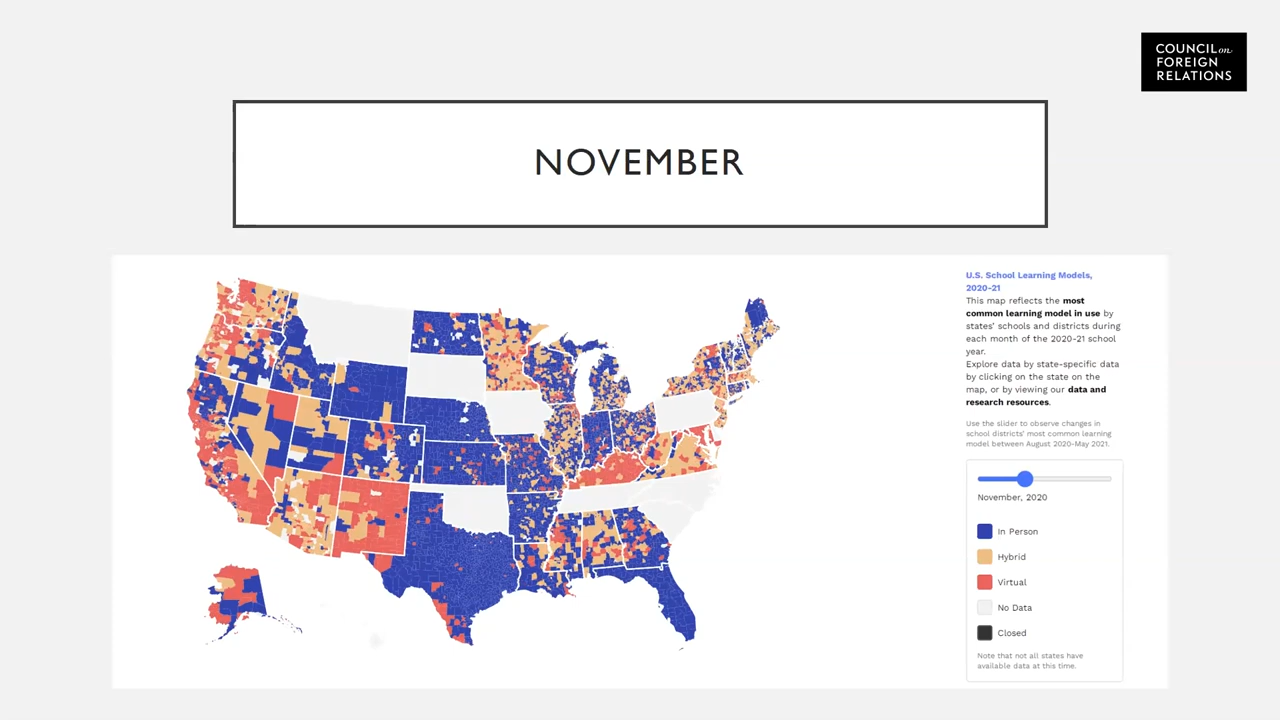 COUNCIL on
FOREIGN
RELATIONS
NOVEMBER
U.S. School Learning Models,
2020-21
This map reflects the most
common learning model in use by
states' schools and districts during
each month of the 2020-21 school
year.
Explore data by state-specific data
by clicking on the state on the
map, or by viewing our data and
research resources.
Use the slider to observe changes in
school districts' most common learning
model between August 2020-May 2021.
November, 2020
In Person
Hybrid
Virtual
No Data
Closed
Note that not all states have
available data at this time.